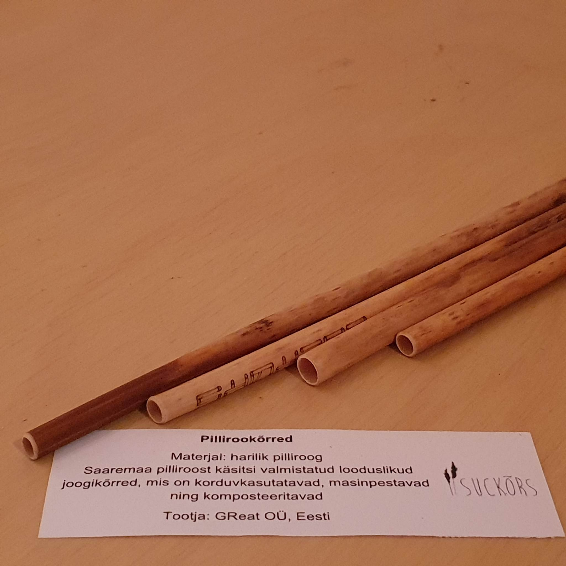 Pillirookõrred
Materjal: harilik pilliroog
Saaremaa pilliroost käsitsi valmistatud looduslikud
joogikõrred, mis on korduvkasutatavad, masinpestavad
ning komposteeritavad
Tootja: GReat OÜ, Eesti
SUCKÕRS